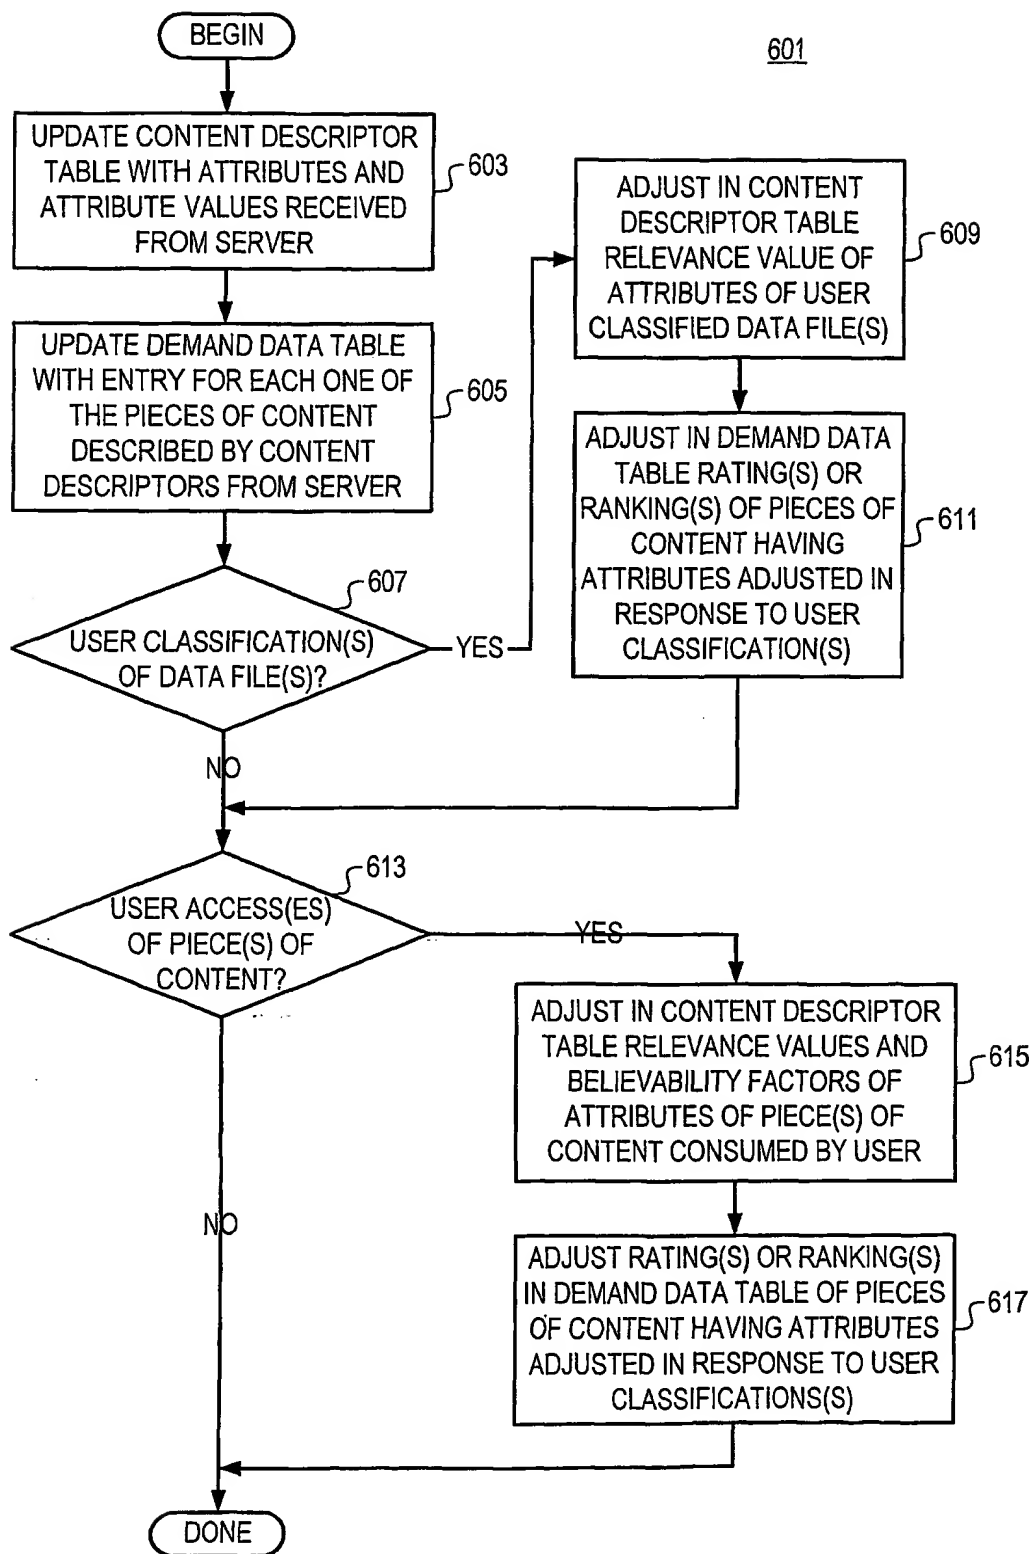 BEGIN
601
UPDATE CONTENT DESCRIPTOR
TABLE WITH ATTRIBUTES AND
ATTRIBUTE VALUES RECEIVED
FROM SERVER
603
UPDATE DEMAND DATA TABLE
WITH ENTRY FOR EACH ONE OF
THE PIECES OF CONTENT
DESCRIBED BY CONTENT
DESCRIPTORS FROM SERVER
605
607
USER CLASSIFICATION(S)
OF DATA FILE(S)?
YES
NO
ADJUST IN CONTENT
DESCRIPTOR TABLE
RELEVANCE VALUE OF
ATTRIBUTES OF USER
CLASSIFIED DATA FILE(S)
609
ADJUST IN DEMAND DATA
TABLE RATING(S) OR
RANKING(S) OF PIECES OF
CONTENT HAVING
ATTRIBUTES ADJUSTED IN
RESPONSE TO USER
CLASSIFICATION(S)
611
613
USER ACCESS(ES)
OF PIECE(S) OF
CONTENT?
YES
NO
ADJUST IN CONTENT DESCRIPTOR
TABLE RELEVANCE VALUES AND
BELIEVABILITY FACTORS OF
ATTRIBUTES OF PIECE(S) OF
CONTENT CONSUMED BY USER
615
ADJUST RATING(S) OR RANKING(S)
IN DEMAND DATA TABLE OF PIECES
OF CONTENT HAVING ATTRIBUTES
ADJUSTED IN RESPONSE TO USER
CLASSIFICATIONS(S)
617
DONE